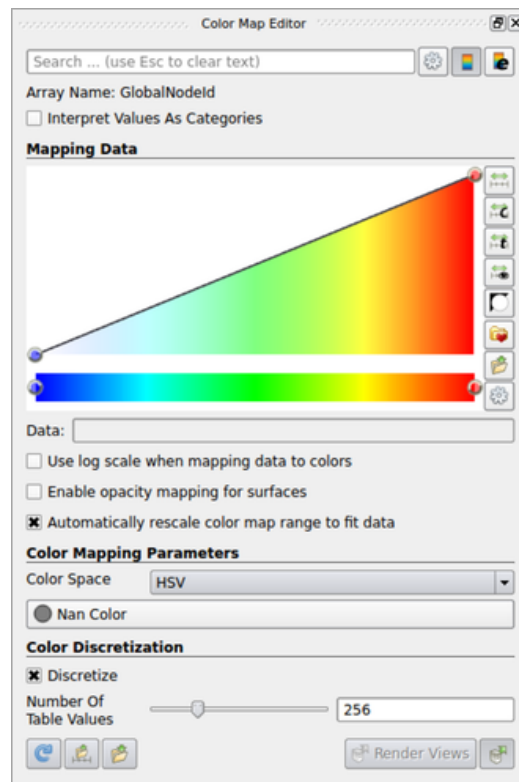 Color Map Editor
Search ... (use Esc to clear text)
Array Name: GlobalNodeId
Interpret Values As Categories
Mapping Data
Data:
Use log scale when mapping data to colors
Enable opacity mapping for surfaces
Automatically rescale color map range to fit data
Color Mapping Parameters
Color Space HSV
Nan Color
Color Discretization
Discretize
Number Of
Table Values 256
Render Views